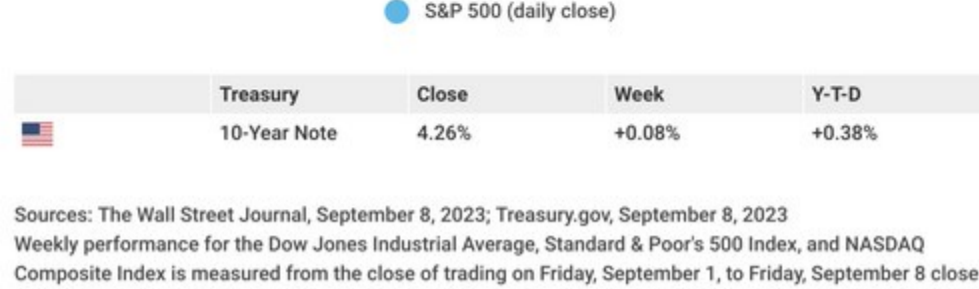 S&P 500 (daily close)
Treasury Close Week Y-T-D
10-Year Note 4.26% +0.08% +0.38%
Sources: The Wall Street Journal, September 8, 2023; Treasury.gov, September 8, 2023
Weekly performance for the Dow Jones Industrial Average, Standard & Poor's 500 Index, and NASDAQ
Composite Index is measured from the close of trading on Friday, September 1, to Friday, September 8 close